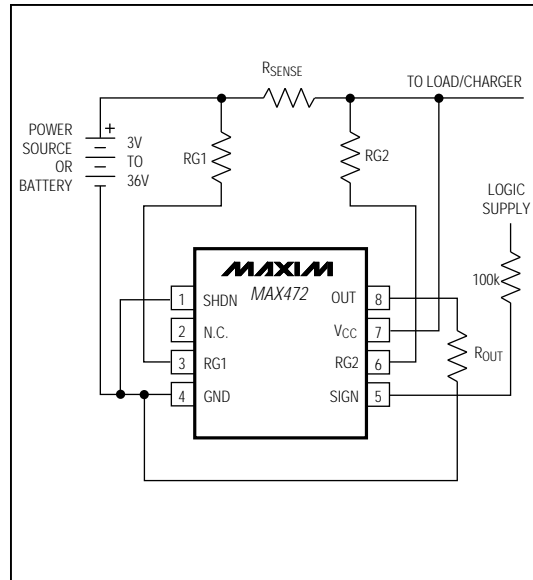 RSENSE
TO LOAD/CHARGER
POWER
SOURCE
OR
BATTERY
+
3V
TO
36V
RG1
RG2
LOGIC
SUPPLY
100k
MAXIM
MAX472
1 SHDN
OUT 8
2 N.C.
VCC 7
3 RG1
RG2 6
4 GND
SIGN 5
ROUT